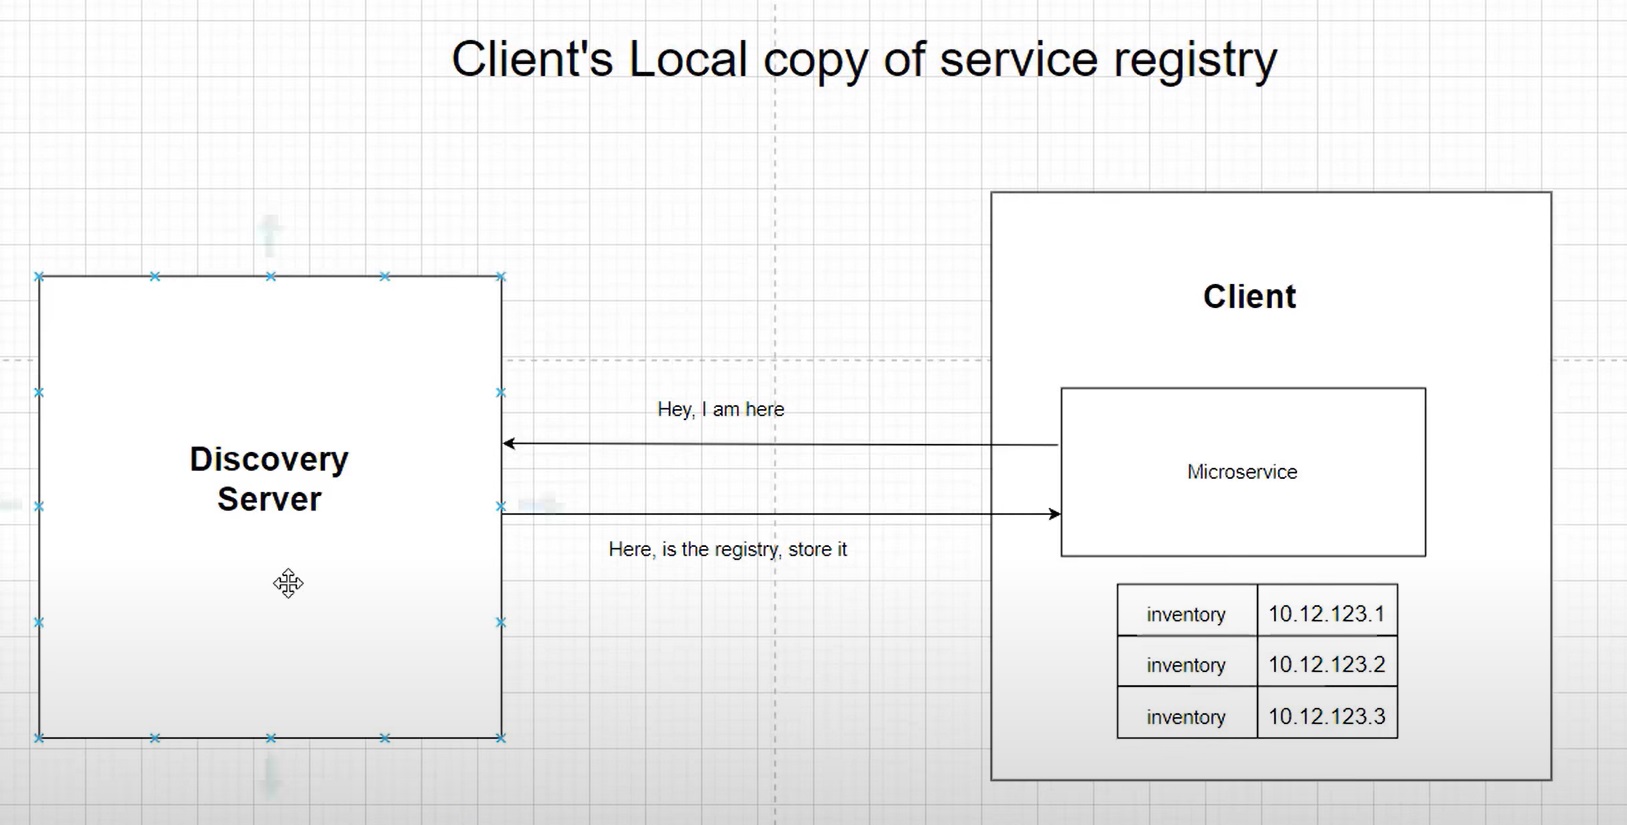 Client's Local copy of service registry
Client
Hey, I am here
Discovery
Server
Microservice
Here, is the registry, store it
inventory 10.12.123.1
inventory 10.12.123.2
inventory 10.12.123.3